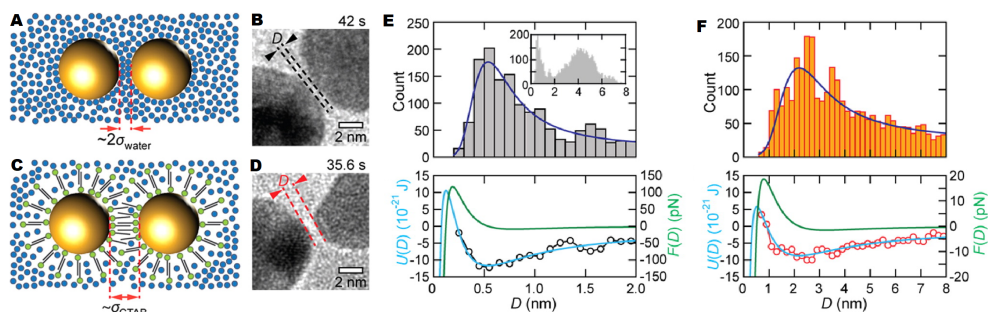 A
~2σwater
B
42 s
D
2 nm
C
~σCTAB
D
35.6 s
D
2 nm
E
250
200
150
100
50
0
Count
200
100
0
0 2 4 6 8
15
10
5
0
-5
-10
-15
U(D) (10-21 J)
150
100
50
0
-50
-100
-150
F(D) (pN)
0.0 0.5 1.0 1.5 2.0
D (nm)
F
200
150
100
50
0
Count
15
10
5
0
-5
-10
-15
U(D) (10-21 J)
20
10
0
-10
-20
F(D) (pN)
0 1 2 3 4 5 6 7 8
D (nm)